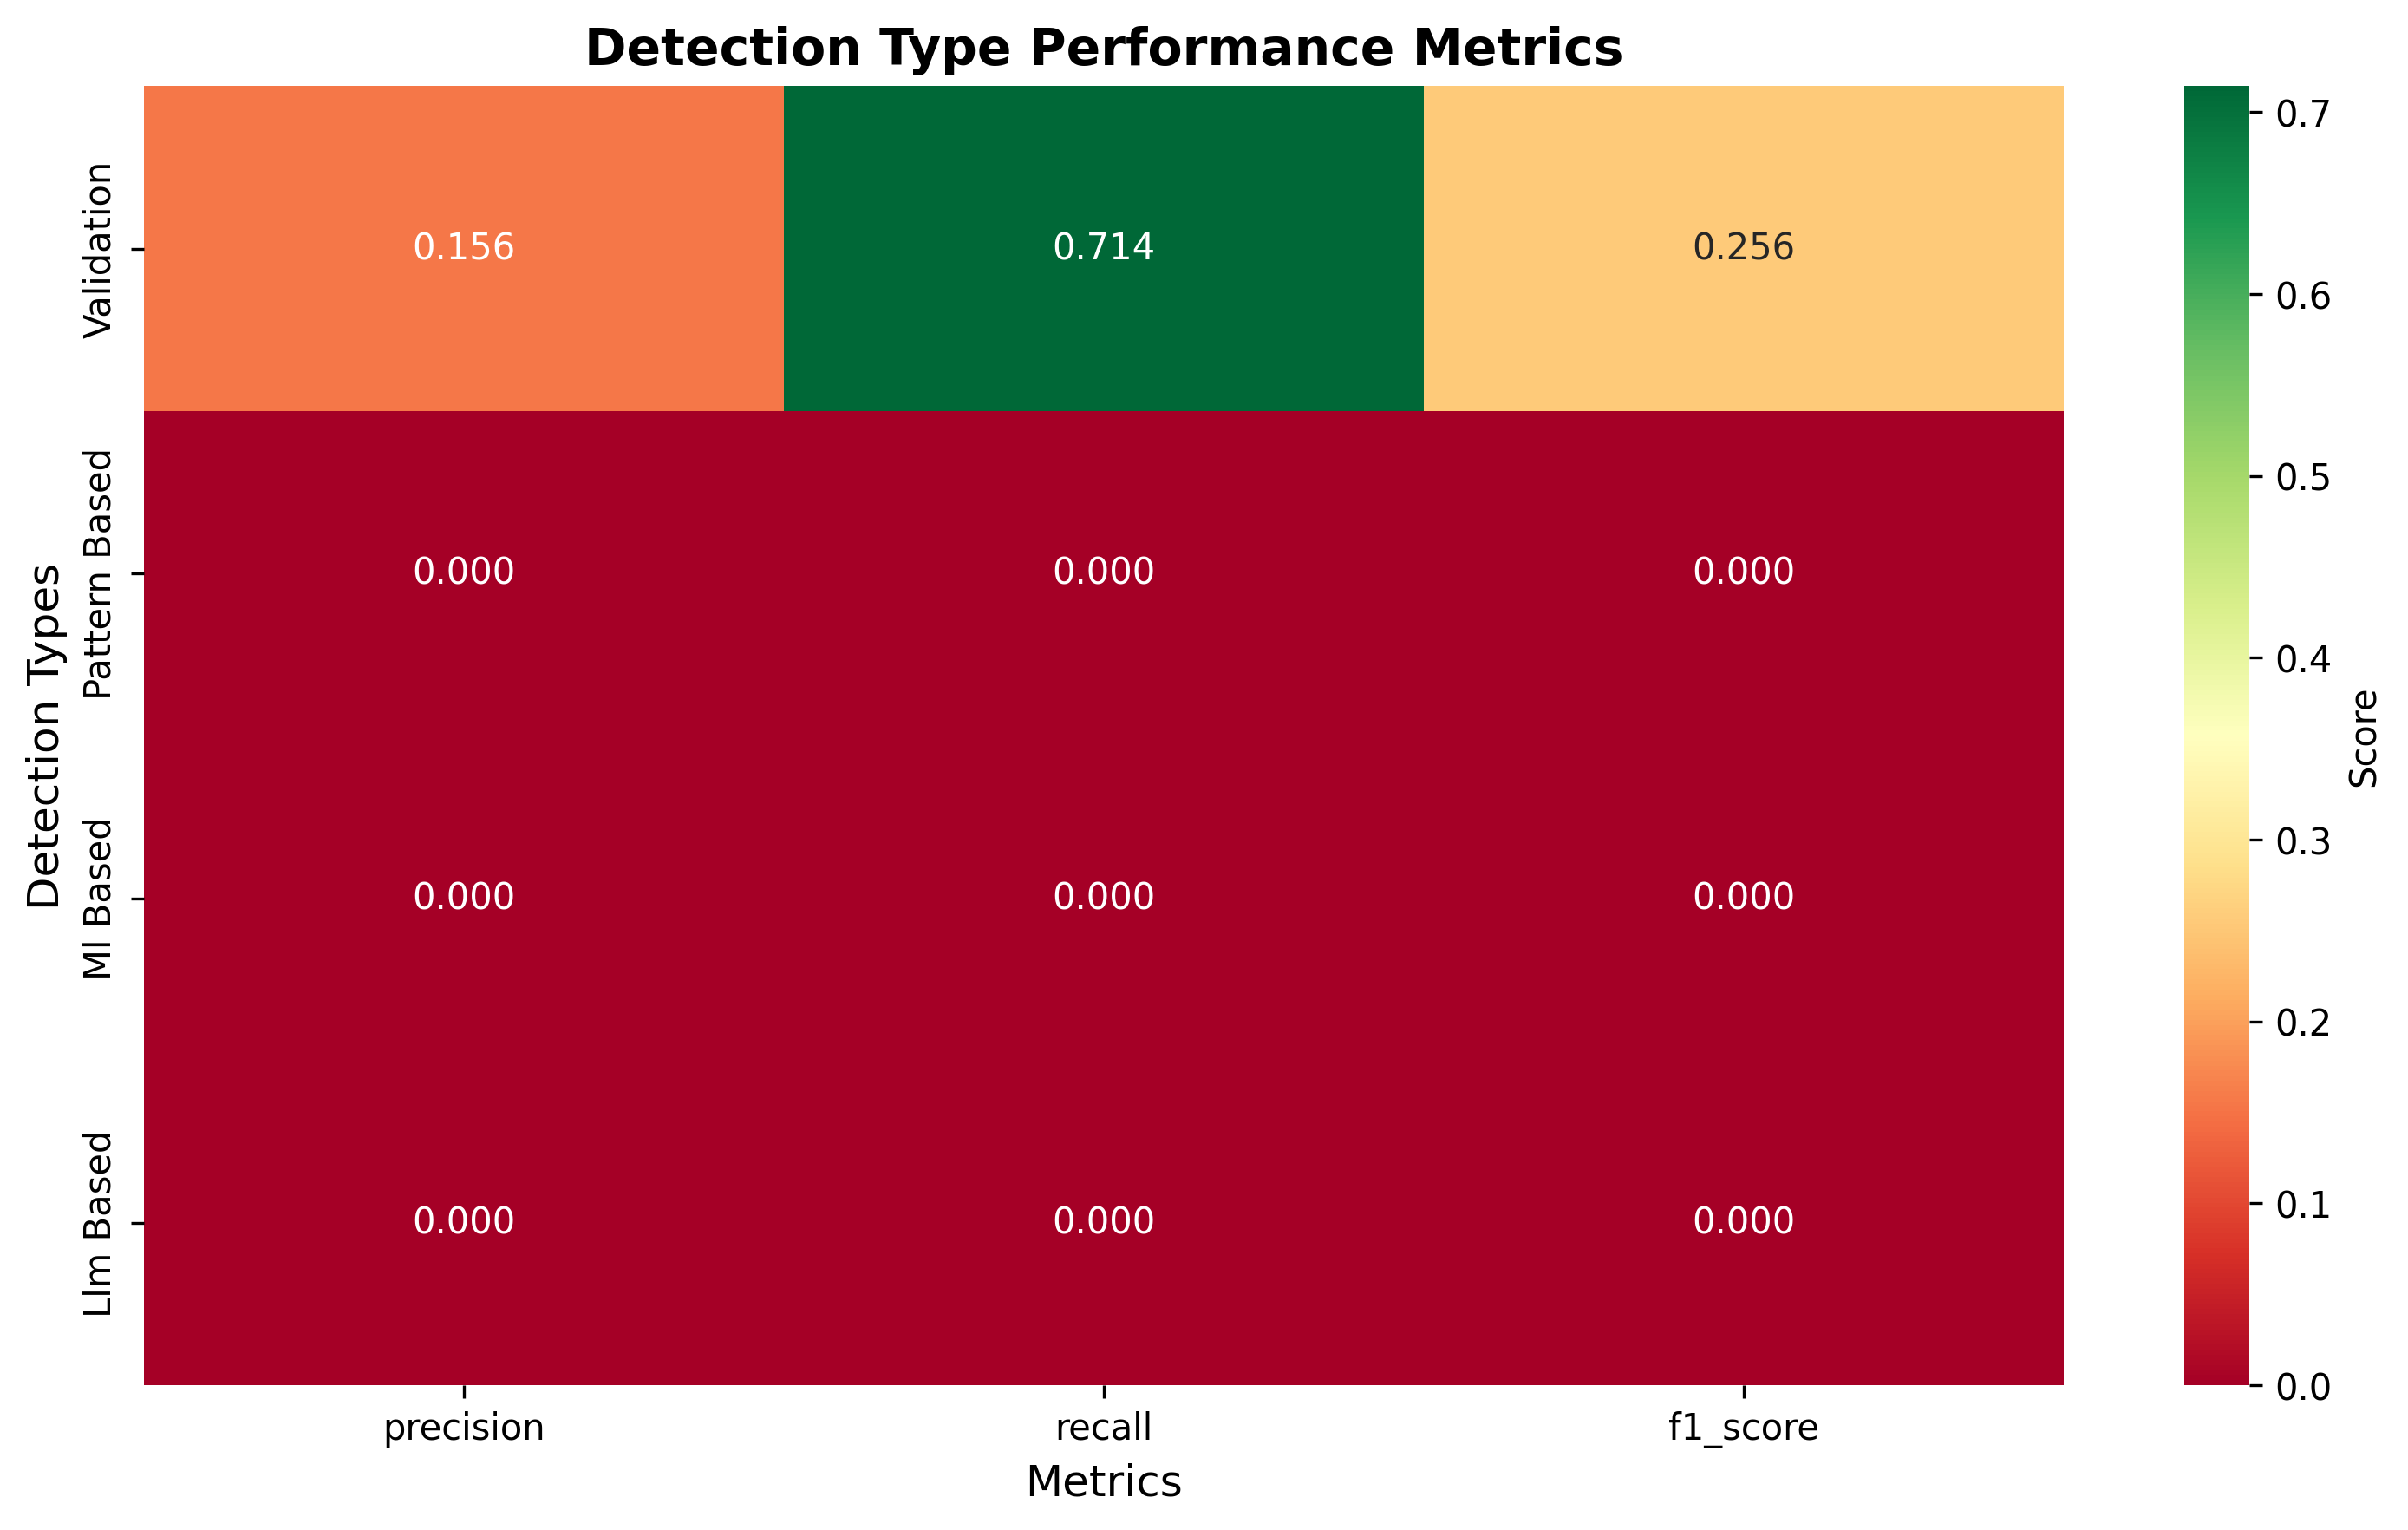 Detection Type Performance Metrics
Detection Types
Validation
0.156 0.714 0.256
Pattern Based
0.000 0.000 0.000
Ml Based
0.000 0.000 0.000
Llm Based
0.000 0.000 0.000
precision recall f1_score
Metrics
0.7
0.6
0.5
0.4
0.3
0.2
0.1
0.0
Score